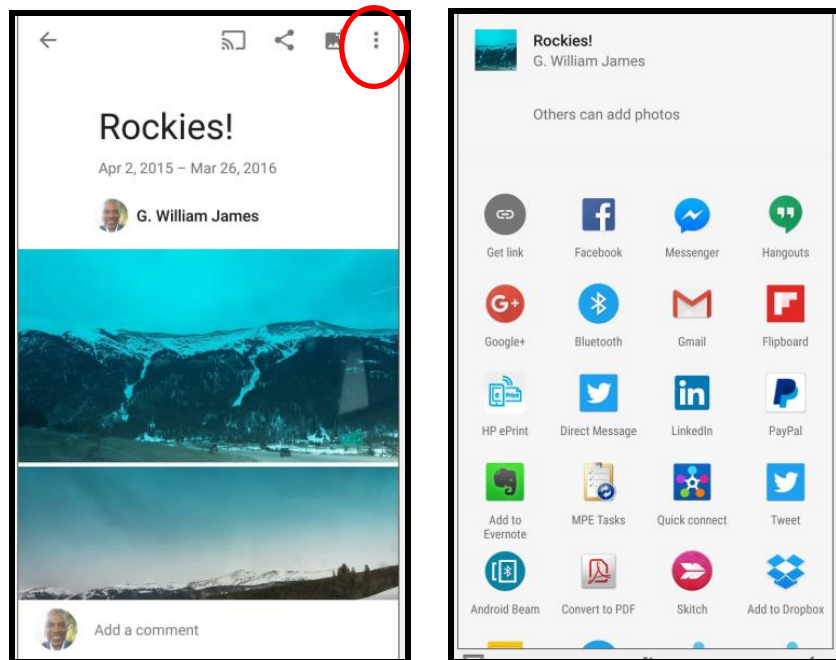 Rockies!
Apr 2, 2015 – Mar 26, 2016
G. William James
Add a comment
Rockies!
G. William James
Others can add photos
Get link Facebook Messenger Hangouts
G+
Google+ Bluetooth Gmail Flipboard
HP ePrint Direct Message LinkedIn PayPal
Add to Evernote MPE Tasks Quick connect Tweet
Android Beam Convert to PDF Skitch Add to Dropbox